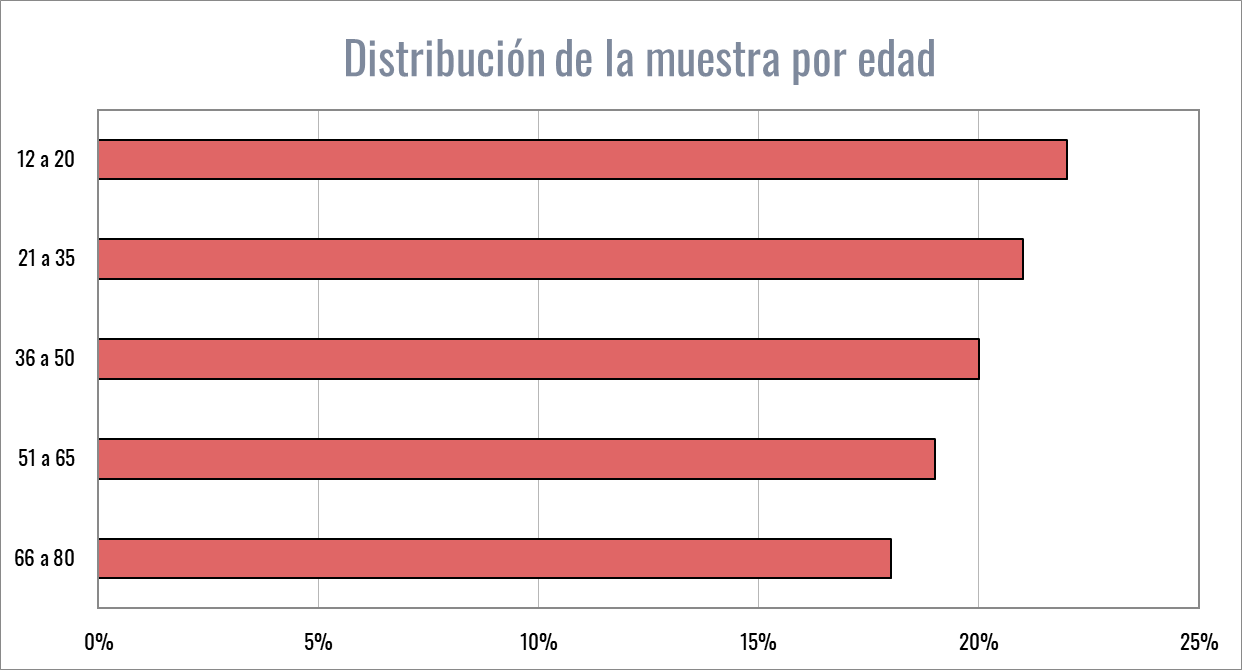 Distribución de la muestra por edad
12 a 20
21 a 35
36 a 50
51 a 65
66 a 80
0% 5% 10% 15% 20% 25%